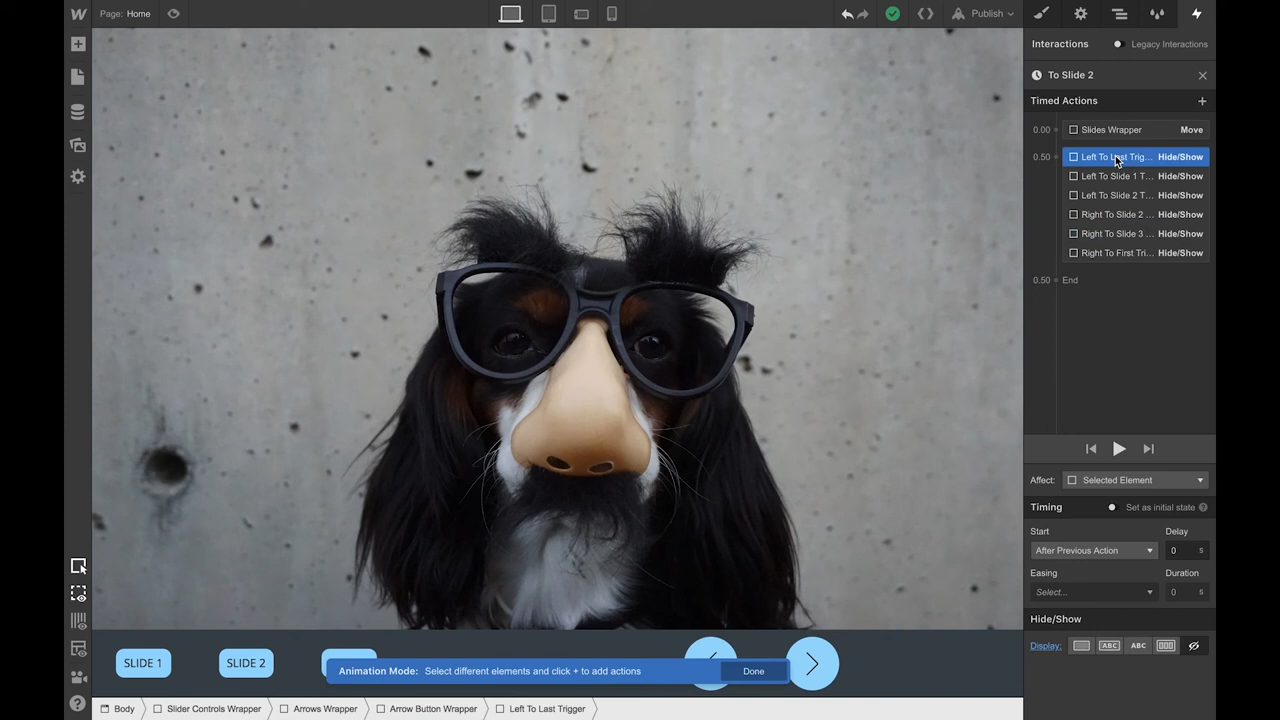 W Page: Home Publish
Interactions Legacy Interactions
To Slide 2
Timed Actions +
0.00 Slides Wrapper Move
0.50 Left To Last Trig... Hide/Show
Left To Slide 1 T... Hide/Show
Left To Slide 2 T... Hide/Show
Right To Slide 2 ... Hide/Show
Right To Slide 3 ... Hide/Show
Right To First Tri... Hide/Show
0.50 End
Affect: Selected Element
Timing Set as initial state ?
Start Delay
After Previous Action 0 s
Easing Duration
Select... 0 s
Hide/Show
Display: ABC ABC
SLIDE 1 SLIDE 2
Animation Mode: Select different elements and click + to add actions Done
Body Slider Controls Wrapper Arrows Wrapper Arrow Button Wrapper Left To Last Trigger